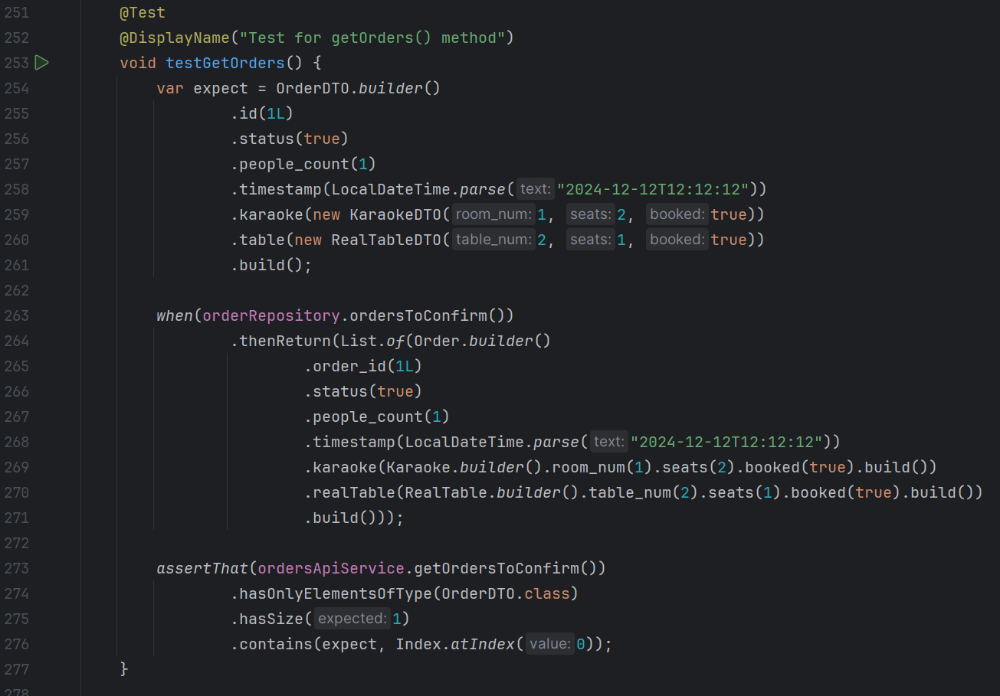 251 @Test
252 @DisplayName("Test for getOrders() method")
253 void testGetOrders() {
254 var expect = OrderDTO.builder()
255 .id(1L)
256 .status(true)
257 .people_count(1)
258 .timestamp(LocalDateTime.parse( text: "2024-12-12T12:12:12"))
259 .karaoke(new KaraokeDTO( room_num: 1, seats: 2, booked: true))
260 .table(new RealTableDTO( table_num: 2, seats: 1, booked: true))
261 .build();
262
263 when(orderRepository.ordersToConfirm())
264 .thenReturn(List.of(Order.builder()
265 .order_id(1L)
266 .status(true)
267 .people_count(1)
268 .timestamp(LocalDateTime.parse( text: "2024-12-12T12:12:12"))
269 .karaoke(Karaoke.builder().room_num(1).seats(2).booked(true).build())
270 .realTable(RealTable.builder().table_num(2).seats(1).booked(true).build())
271 .build()));
272
273 assertThat(ordersApiService.getOrdersToConfirm())
274 .hasOnlyElementsOfType(OrderDTO.class)
275 .hasSize( expected: 1)
276 .contains(expect, Index.atIndex( value: 0));
277 }
278